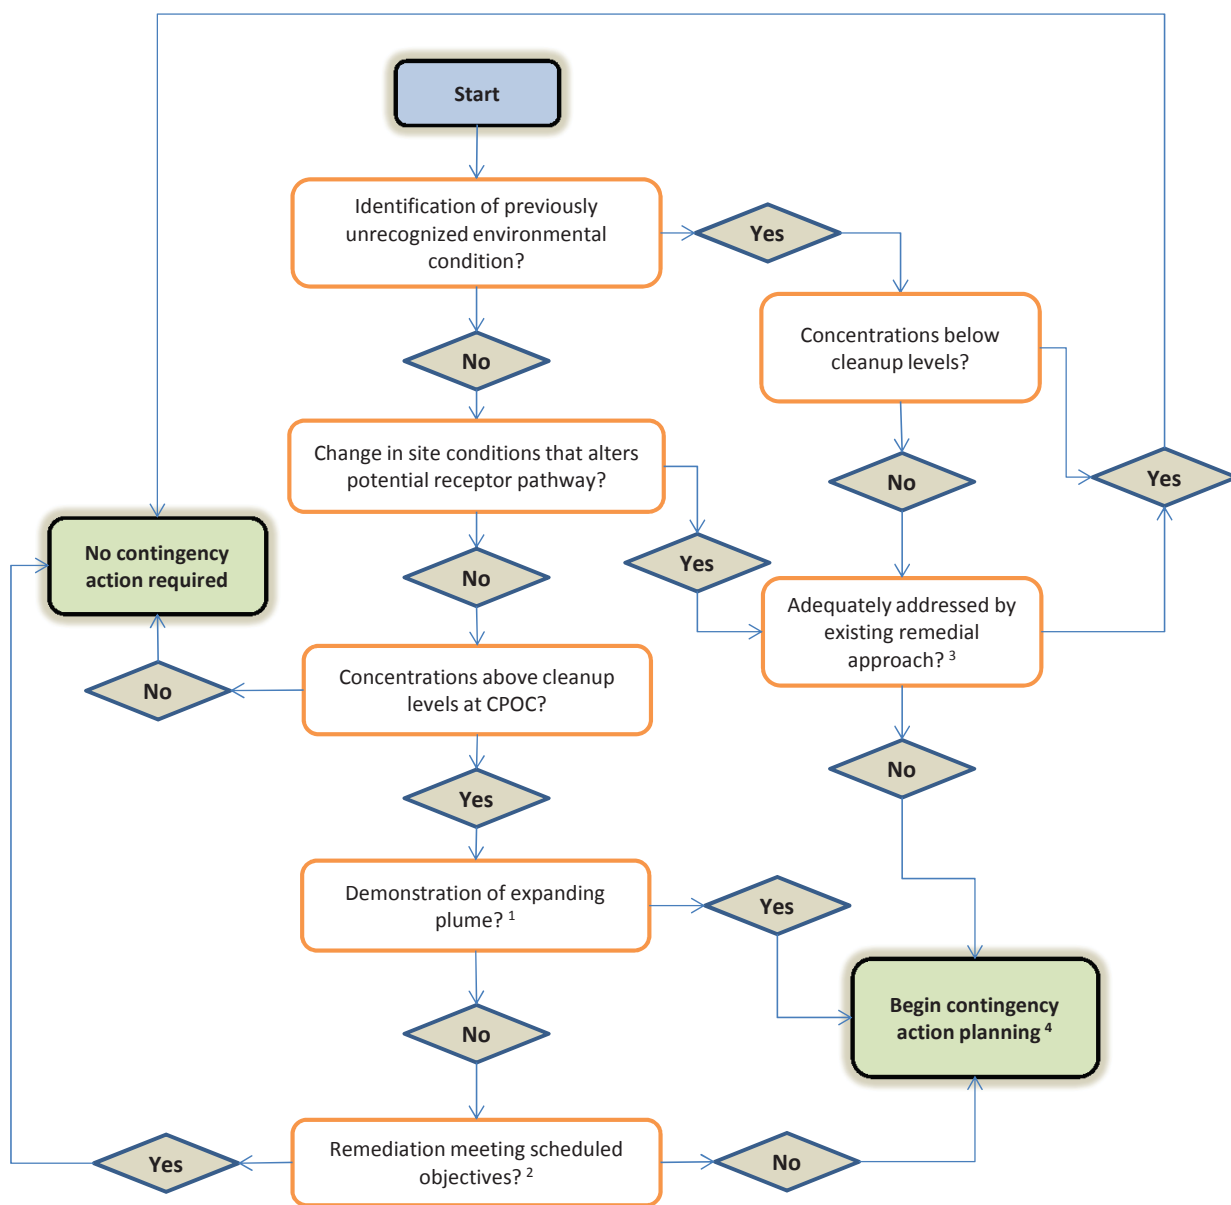 Start
Identification of previously
unrecognized environmental
condition?
Yes
No
Concentrations below
cleanup levels?
Change in site conditions that alters
potential receptor pathway?
No
Yes
No contingency
action required
Yes
No
Adequately addressed by
existing remedial
approach? 3
No
Concentrations above cleanup
levels at CPOC?
No
Yes
Demonstration of expanding
plume? 1
Yes
Begin contingency
action planning 4
No
Yes
Remediation meeting scheduled
objectives? 2
No